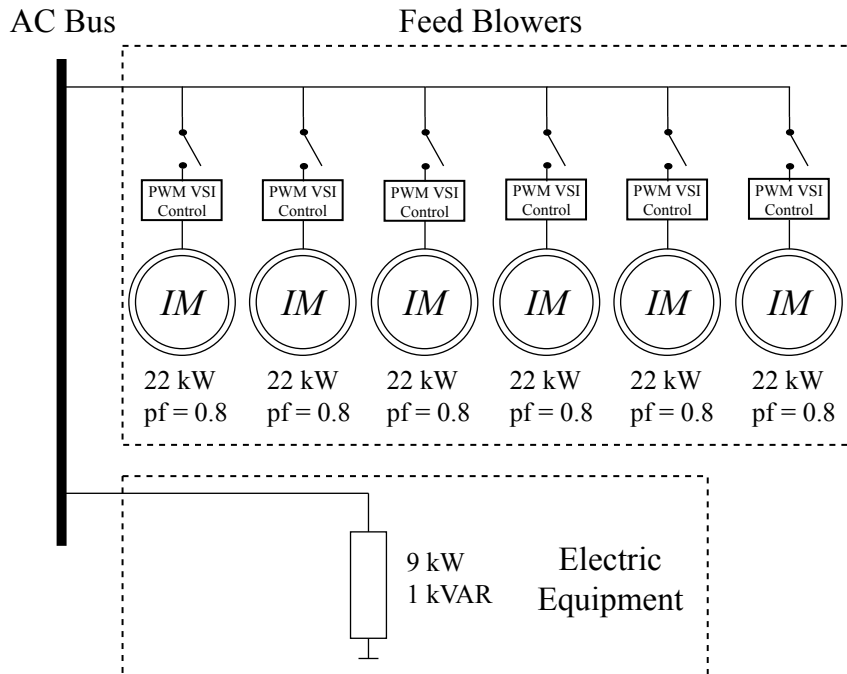 AC Bus
Feed Blowers
PWM VSI
Control
PWM VSI
Control
PWM VSI
Control
PWM VSI
Control
PWM VSI
Control
PWM VSI
Control
IM
IM
IM
IM
IM
IM
22 kW
pf = 0.8
22 kW
pf = 0.8
22 kW
pf = 0.8
22 kW
pf = 0.8
22 kW
pf = 0.8
22 kW
pf = 0.8
9 kW
1 kVAR
Electric
Equipment